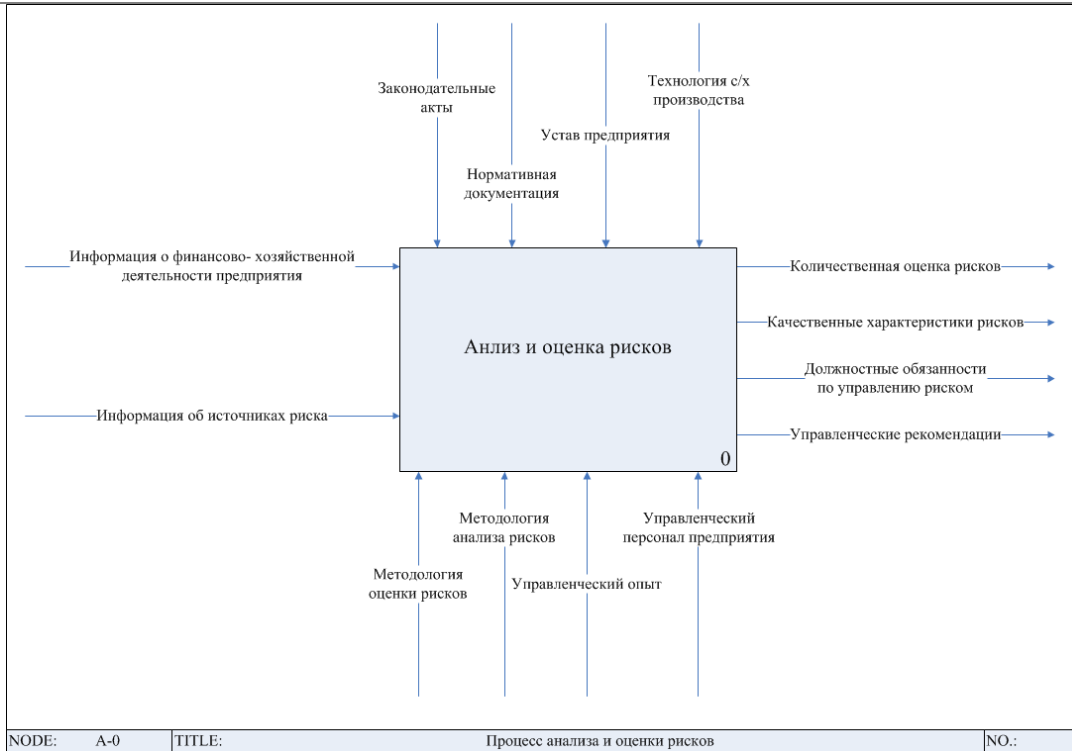 Законодательные
акты
Технология с/х
производства
Устав предприятия
Нормативная
документация
Информация о финансово- хозяйственной
деятельности предприятия
Количественная оценка рисков
Качественные характеристики рисков
Анлиз и оценка рисков
Должностные обязанности
по управлению риском
Информация об источниках риска
Управленческие рекомендации
0
Методология
анализа рисков
Управленческий
персонал предприятия
Методология
оценки рисков
Управленческий опыт
NODE: A-0 TITLE: Процесс анализа и оценки рисков NO.: